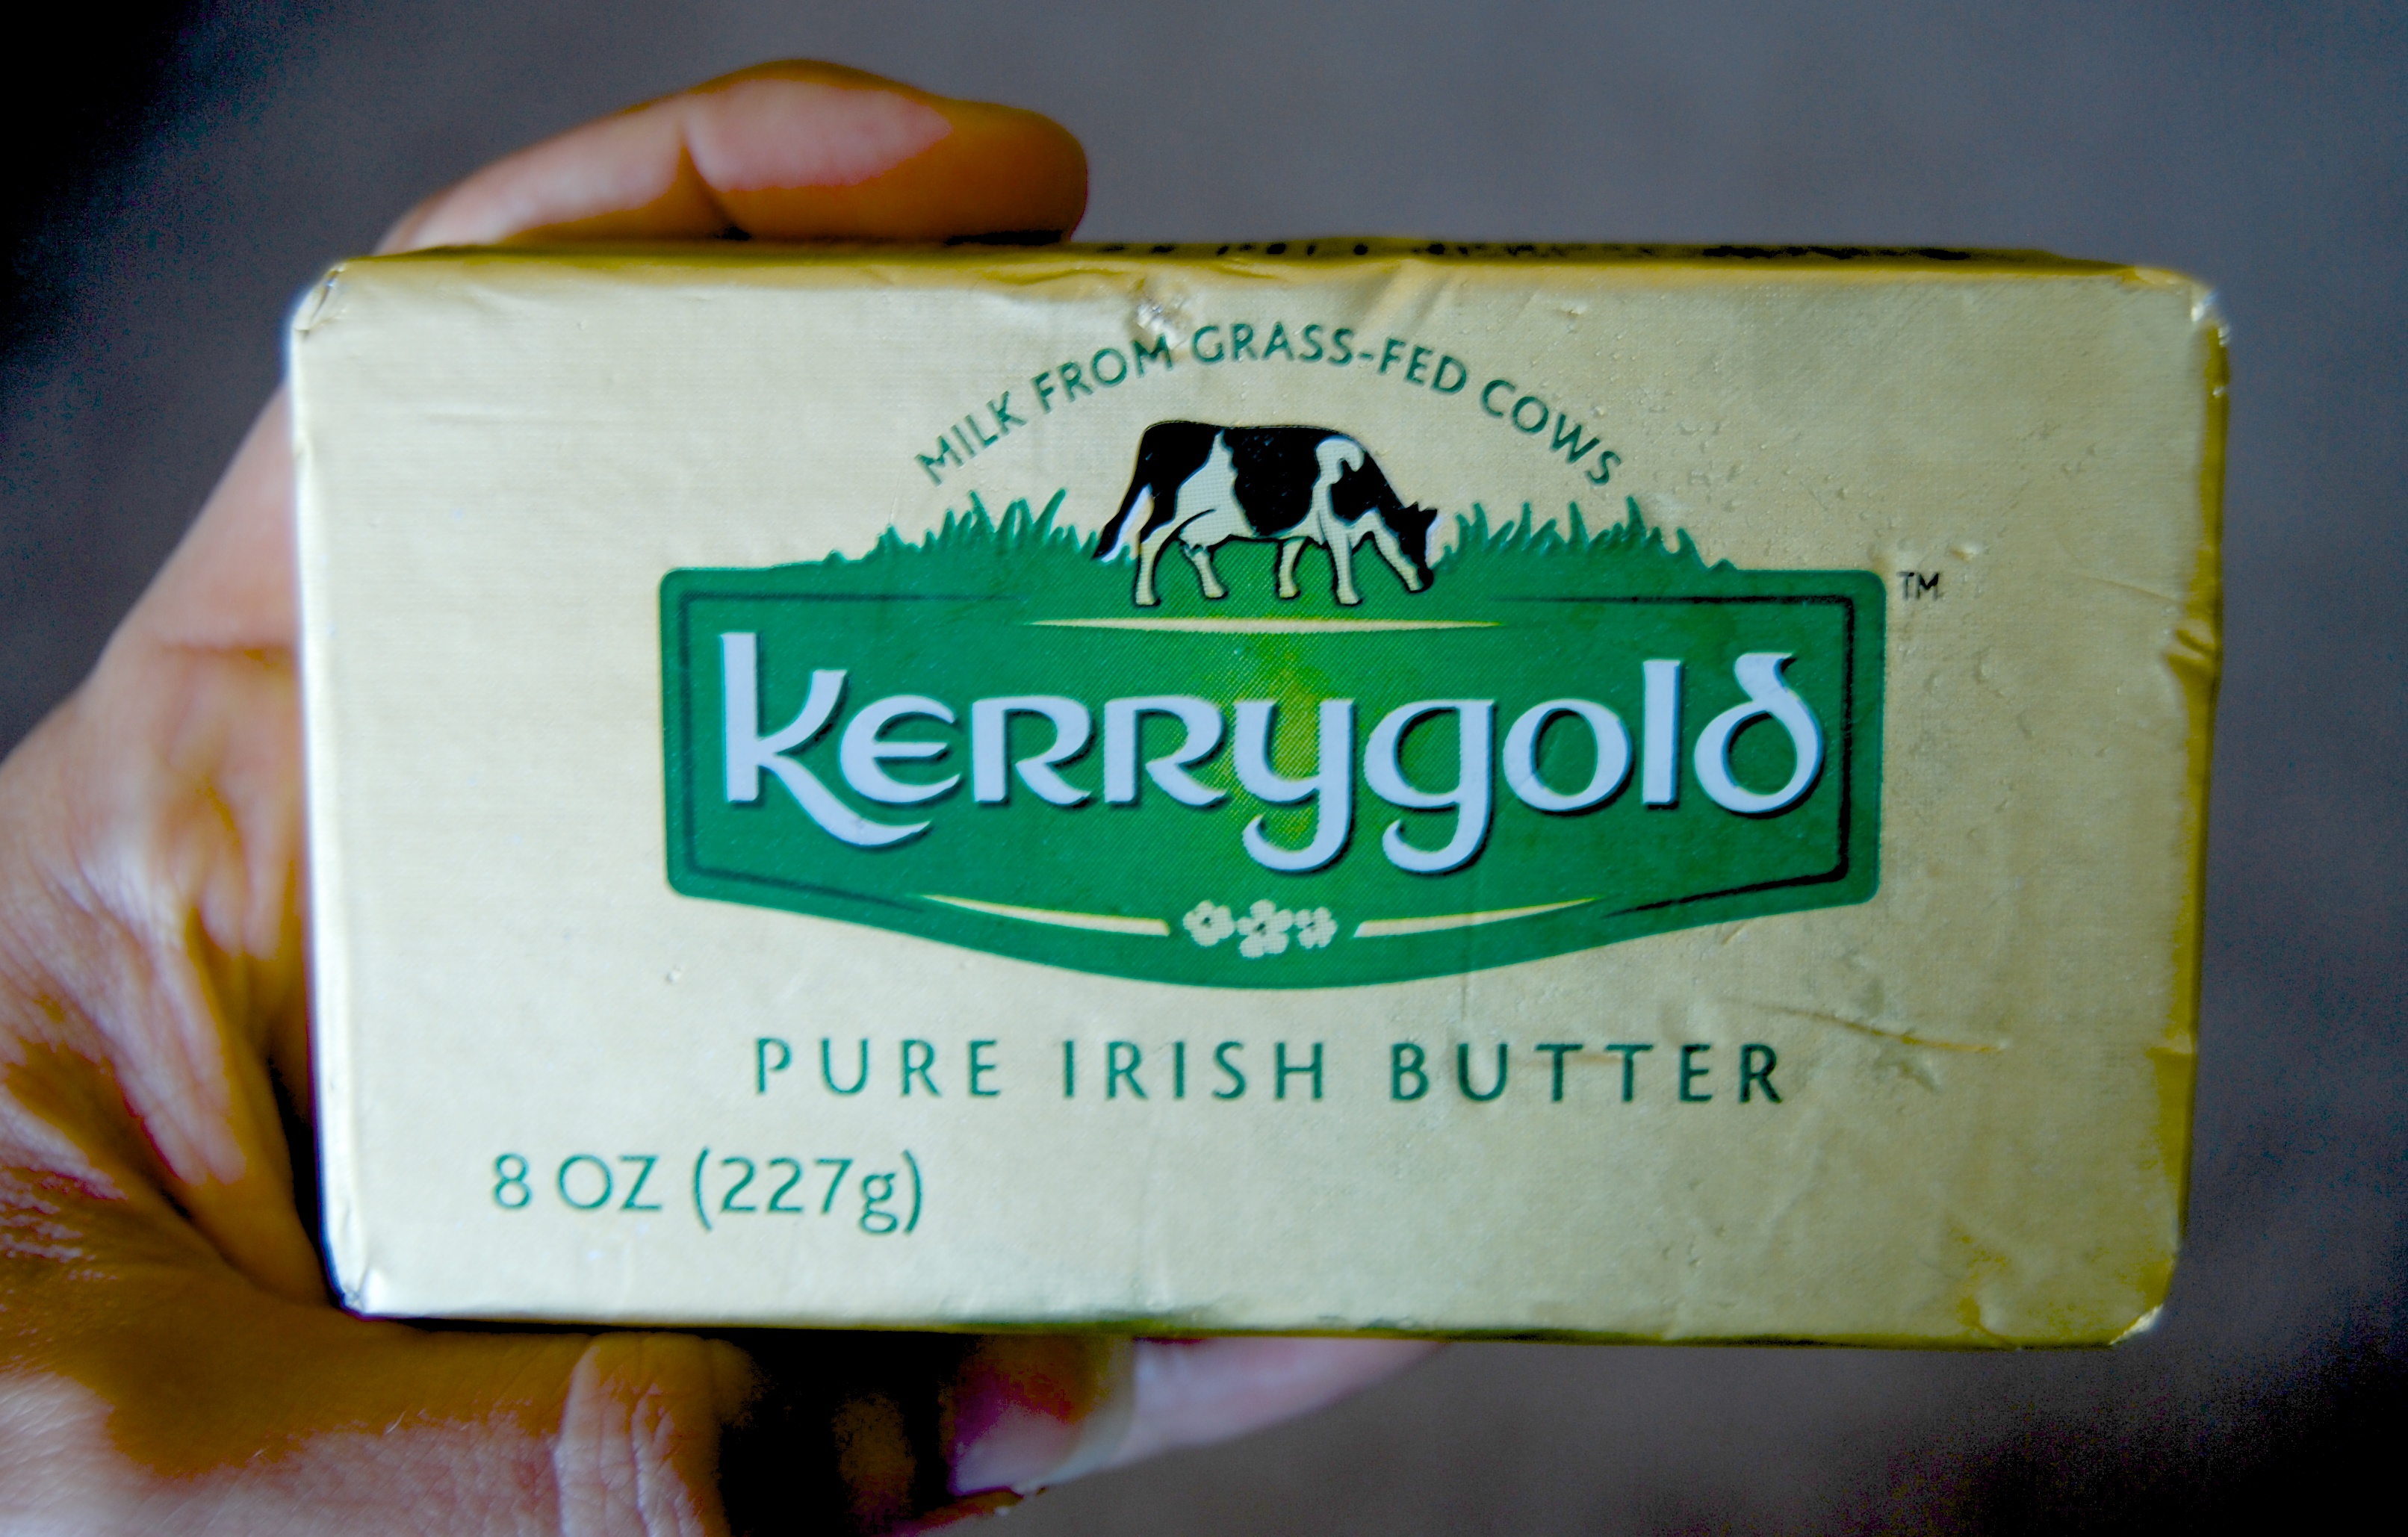 MILK FROM GRASS-FED COWS
Kerrygold TM
PURE IRISH BUTTER
8 OZ (227g)